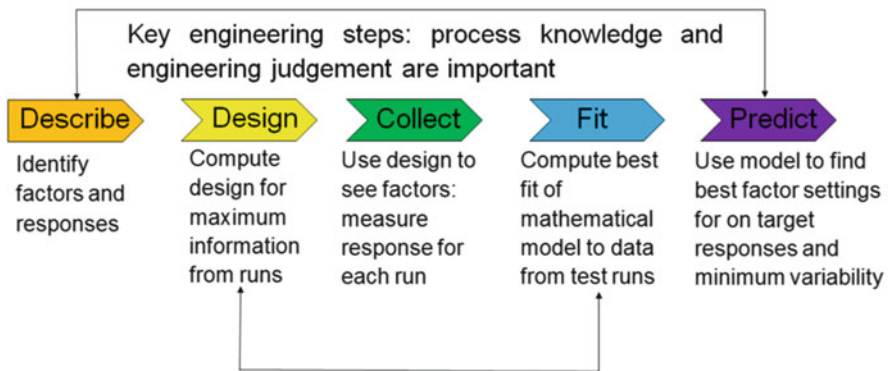 Key engineering steps: process knowledge and
engineering judgement are important
Describe
Identify
factors and
responses
Design
Compute
design for
maximum
information
from runs
Collect
Use design to
see factors:
measure
response for
each run
Fit
Compute best
fit of
mathematical
model to data
from test runs
Predict
Use model to find
best factor settings
for on target
responses and
minimum variability